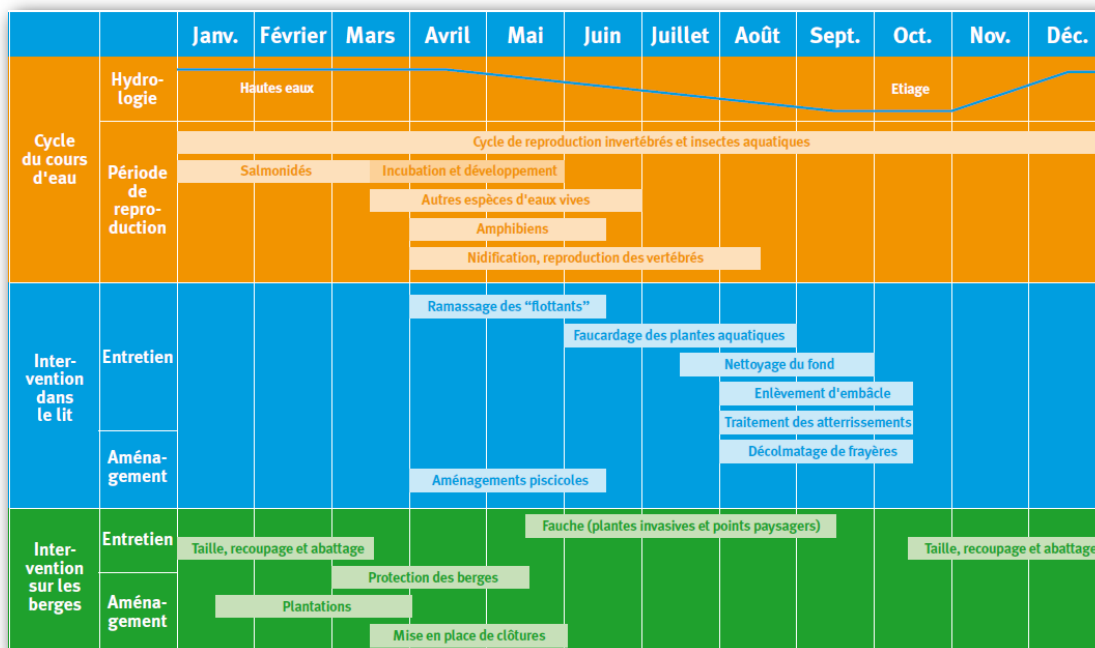 Janv. Février Mars Avril Mai Juin Juillet Août Sept. Oct. Nov. Déc.
Cycle
du cours
d'eau
Hydro-
logie
Hautes eaux
Etiage
Période
de
repro-
duction
Cycle de reproduction invertébrés et insectes aquatiques
Salmonidés
Incubation et développement
Autres espèces d'eaux vives
Amphibiens
Nidification, reproduction des vertébrés
Inter-
vention
dans
le lit
Entretien
Ramassage des “flottants”
Faucardage des plantes aquatiques
Nettoyage du fond
Enlèvement d'embâcle
Traitement des atterrissements
Aména-
gement
Décolmatage de frayères
Aménagements piscicoles
Inter-
vention
sur les
berges
Entretien
Fauche (plantes invasives et points paysagers)
Taille, recoupage et abattage
Taille, recoupage et abattage
Aména-
gement
Protection des berges
Plantations
Mise en place de clôtures